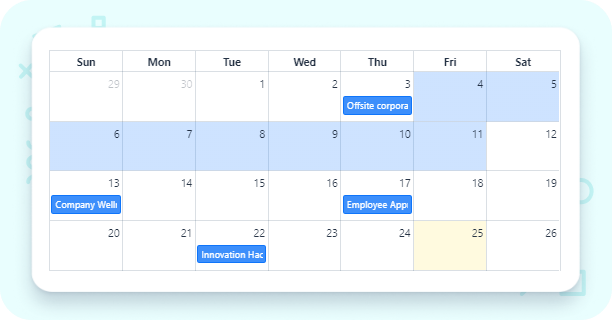 Sun Mon Tue Wed Thu Fri Sat
29 30 1 2 3 4 5
Offsite corpora
6 7 8 9 10 11 12
13 14 15 16 17 18 19
Company Well Employee App
20 21 22 23 24 25 26
Innovation Hac